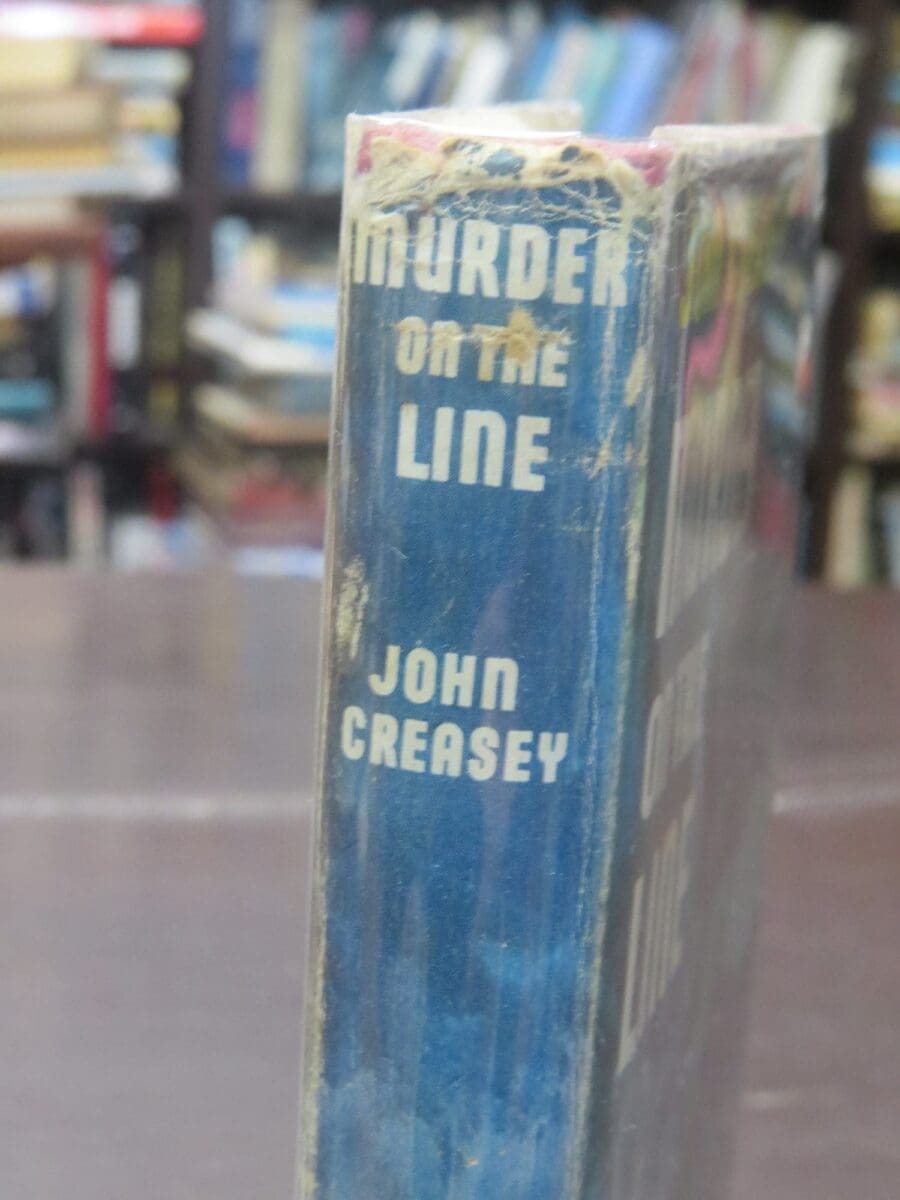 MURDER
ON THE
LINE
JOHN
CREASEY